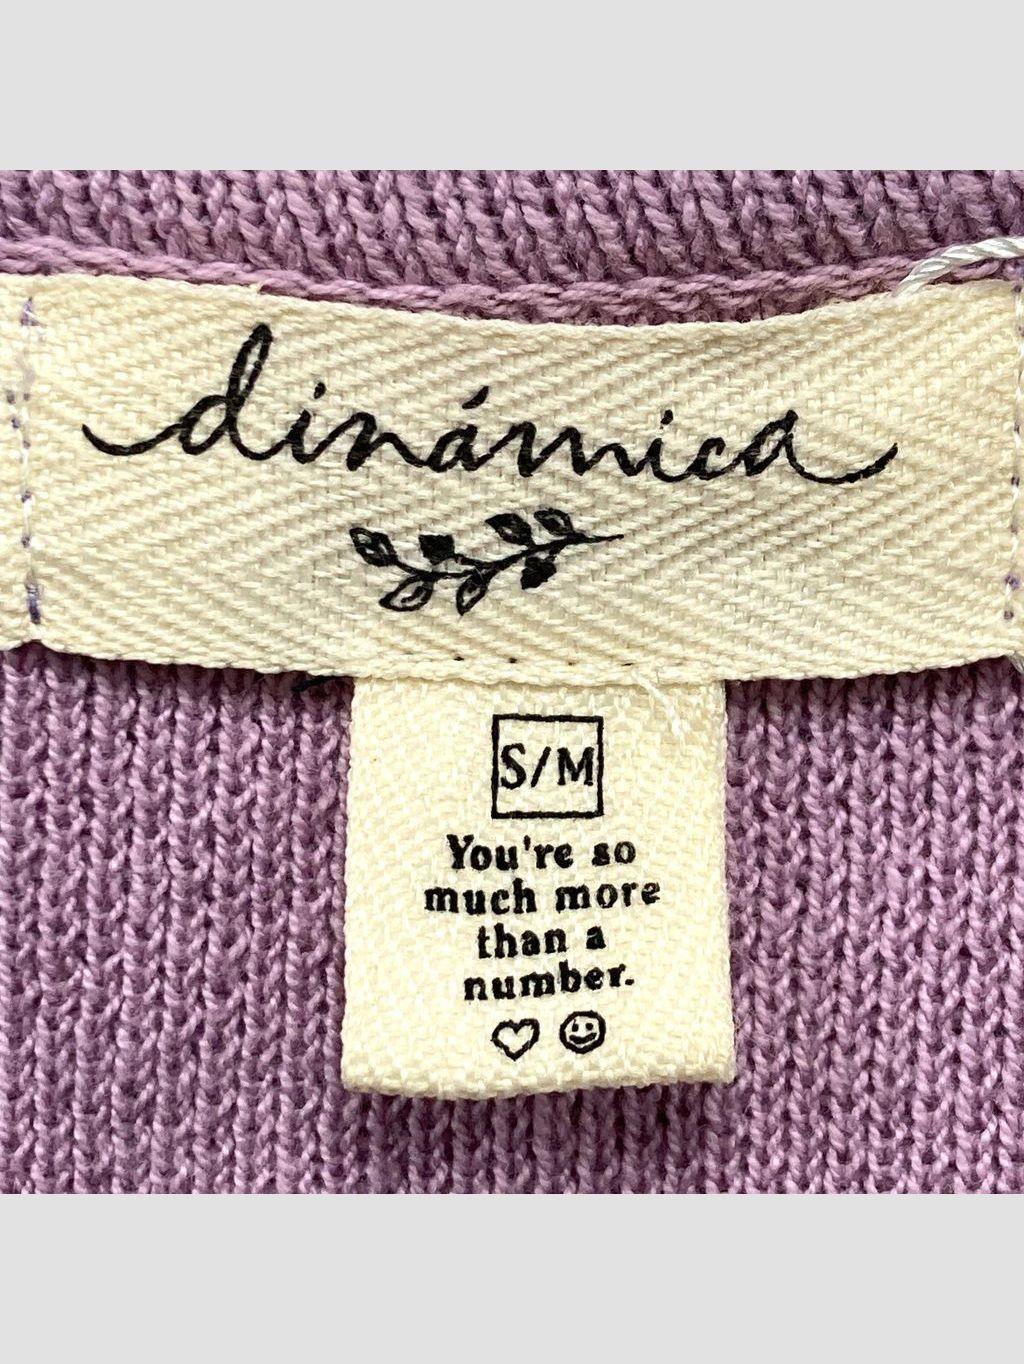 dinámica
S/M
You're so
much more
than a
number.